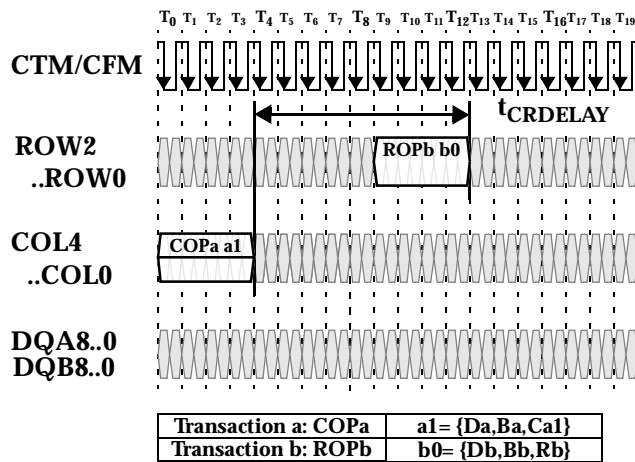 T0 T1 T2 T3 T4 T5 T6 T7 T8 T9 T10 T11 T12 T13 T14 T15 T16 T17 T18 T19
CTM/CFM
tCRDELAY
ROW2
..ROW0
ROPb b0
COL4
..COL0
COPa a1
DQA8..0
DQB8..0
Transaction a: COPa a1= {Da,Ba,Ca1}
Transaction b: ROPb b0= {Db,Bb,Rb}